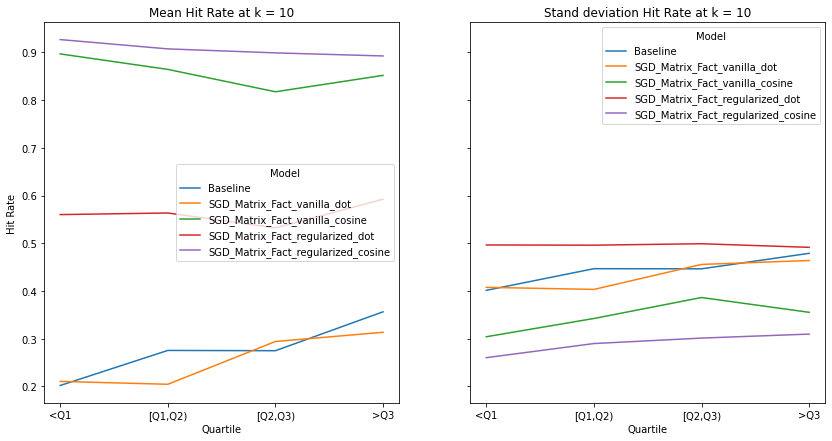 Mean Hit Rate at k = 10
Hit Rate
0.9
0.8
0.7
0.6
0.5
0.4
0.3
0.2
Model
Baseline
SGD_Matrix_Fact_vanilla_dot
SGD_Matrix_Fact_vanilla_cosine
SGD_Matrix_Fact_regularized_dot
SGD_Matrix_Fact_regularized_cosine
<Q1
[Q1,Q2)
[Q2,Q3)
>Q3
Quartile
Stand deviation Hit Rate at k = 10
Model
Baseline
SGD_Matrix_Fact_vanilla_dot
SGD_Matrix_Fact_vanilla_cosine
SGD_Matrix_Fact_regularized_dot
SGD_Matrix_Fact_regularized_cosine
<Q1
[Q1,Q2)
[Q2,Q3)
>Q3
Quartile